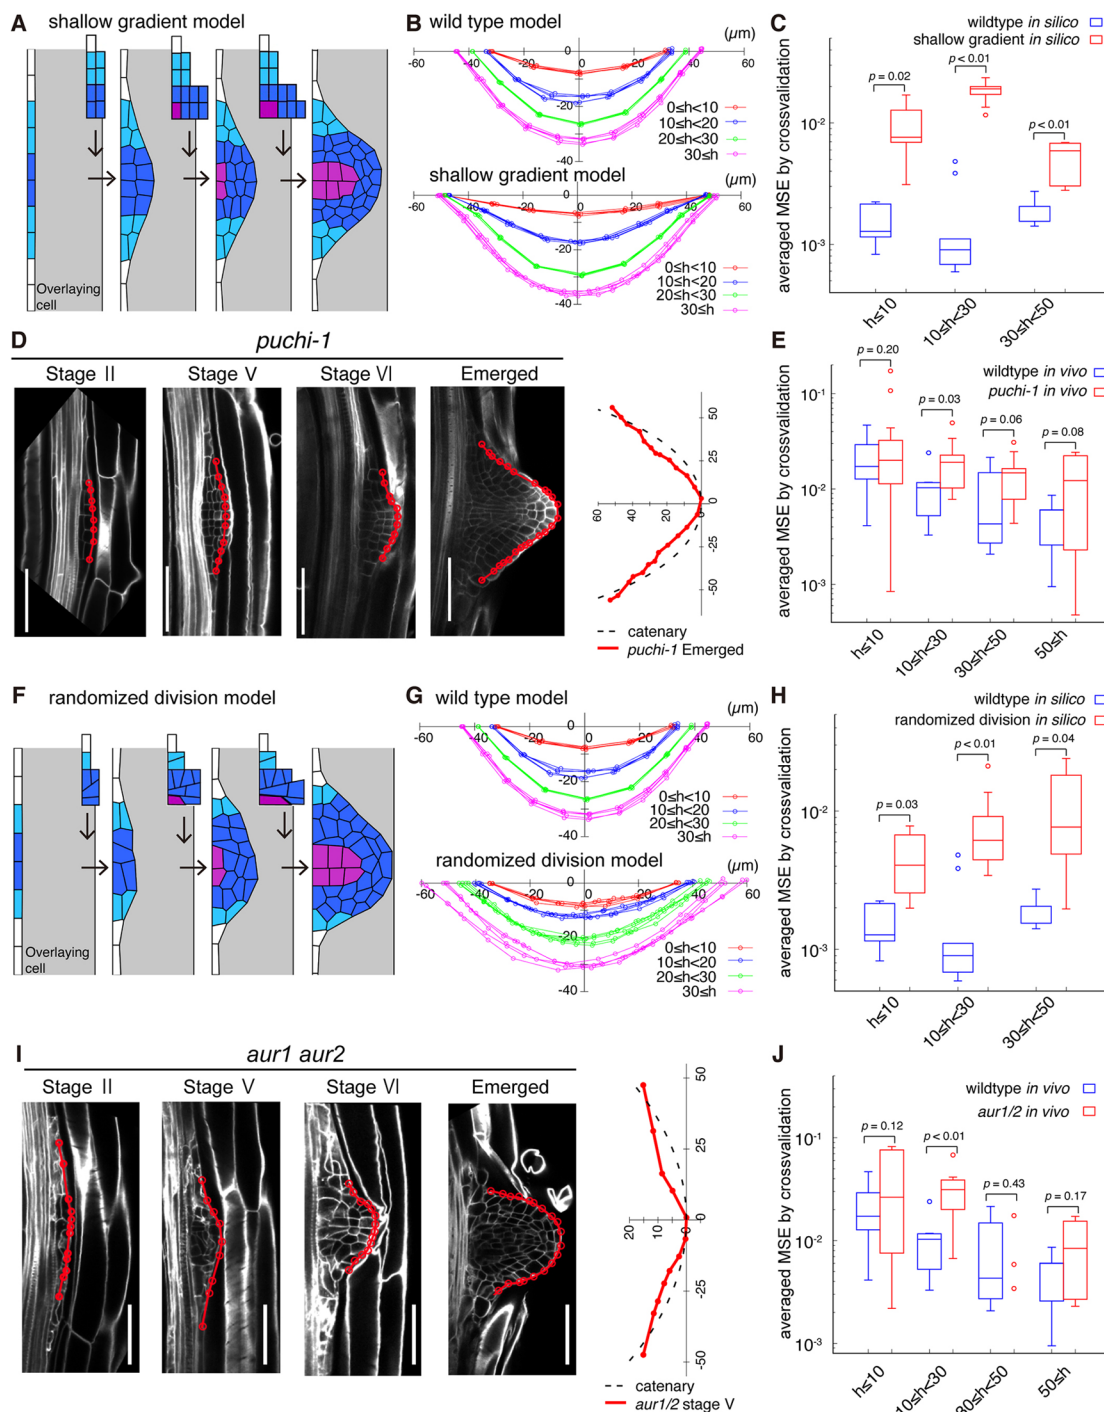 A shallow gradient model
Overlaying
cell
B wild type model
(μm)
-60 -40 -20 0 20 40 60
-20
-40
0≤h<10
10≤h<20
20≤h<30
30≤h
shallow gradient model
(μm)
-60 -40 -20 0 20 40 60
-20
-40
0≤h<10
10≤h<20
20≤h<30
30≤h
C
wildtype in silico
shallow gradient in silico
averaged MSE by crossvalidation
p = 0.02
p <0.01
p <0.01
10-2
10-3
h≤10
10≤h<30
30≤h<50
D puchi-1
Stage II
Stage V
Stage VI
Emerged
50
25
0
-25
-50
60
40
20
0
catenary
puchi-1 Emerged
E
wildtype in vivo
puchi-1 in vivo
averaged MSE by crossvalidation
p = 0.20
p = 0.03
p = 0.06
p = 0.08
10-1
10-2
10-3
h≤10
10≤h<30
30≤h<50
50≤h
F randomized division model
Overlaying
cell
G wild type model
(μm)
-60 -40 -20 0 20 40 60
-20
-40
0≤h<10
10≤h<20
20≤h<30
30≤h
randomized division model
(μm)
-60 -40 -20 0 20 40 60
-20
-40
0≤h<10
10≤h<20
20≤h<30
30≤h
H
wildtype in silico
randomized division in silico
averaged MSE by crossvalidation
p = 0.03
p <0.01
p = 0.04
10-2
10-3
h≤10
10≤h<30
30≤h<50
I aur1 aur2
Stage II
Stage V
Stage VI
Emerged
50
25
0
-25
-50
20
10
0
catenary
aur1/2 stage V
J
wildtype in vivo
aur1/2 in vivo
averaged MSE by crossvalidation
p = 0.12
p <0.01
p = 0.43
p = 0.17
10-1
10-2
10-3
h≤10
10≤h<30
30≤h<50
50≤h